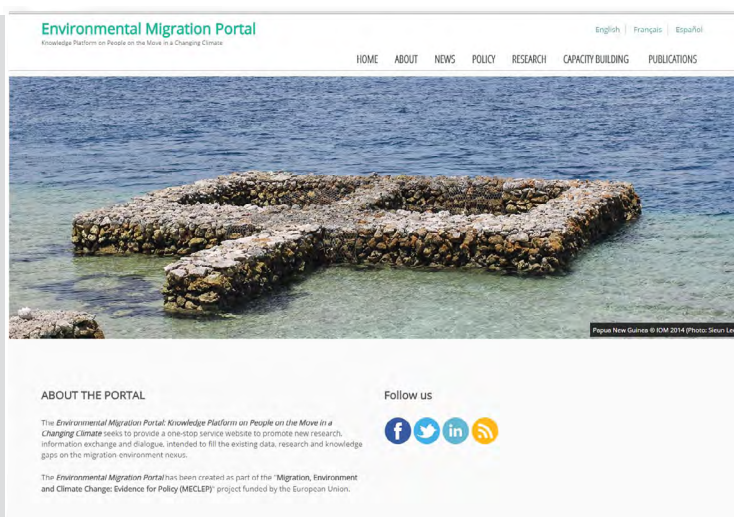 Environmental Migration Portal
Knowledge Platform on People on the Move in a Changing Climate
English
Français
Español
HOME ABOUT NEWS POLICY RESEARCH CAPACITY BUILDING PUBLICATIONS
Papua New Guinea © IOM 2014 (Photo: Sieun Le
ABOUT THE PORTAL
The Environmental Migration Portal: Knowledge Platform on People on the Move in a
Changing Climate seeks to provide a one-stop service website to promote new research,
information exchange and dialogue, intended to fill the existing data, research and knowledge
gaps on the migration-environment nexus.
The Environmental Migration Portal has been created as part of the "Migration, Environment
and Climate Change: Evidence for Policy (MECLEP)" project funded by the European Union.
Follow us